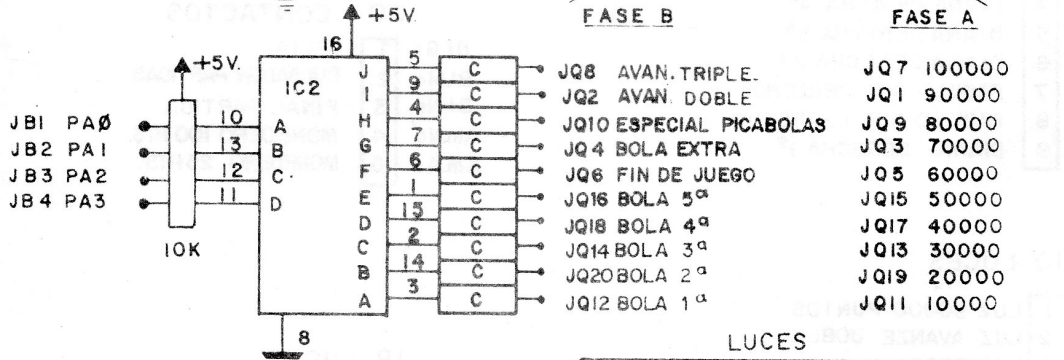 +5V.
FASE B
FASE A
16
+5V.
IC2
J 5 C JQ8 AVAN. TRIPLE. JQ7 100000
I 9 C JQ2 AVAN. DOBLE JQ1 90000
H 4 C JQ10 ESPECIAL PICABOLAS JQ9 80000
JB1 PAØ 10 A
G 7 C JQ4 BOLA EXTRA JQ3 70000
JB2 PA1 13 B
F 6 C JQ6 FIN DE JUEGO JQ5 60000
JB3 PA2 12 C
E 1 C JQ16 BOLA 5ª JQ15 50000
JB4 PA3 11 D
D 15 C JQ18 BOLA 4ª JQ17 40000
10K
C 2 C JQ14 BOLA 3ª JQ13 30000
B 14 C JQ20 BOLA 2ª JQ19 20000
A 3 C JQ12 BOLA 1ª JQ11 10000
8
LUCES